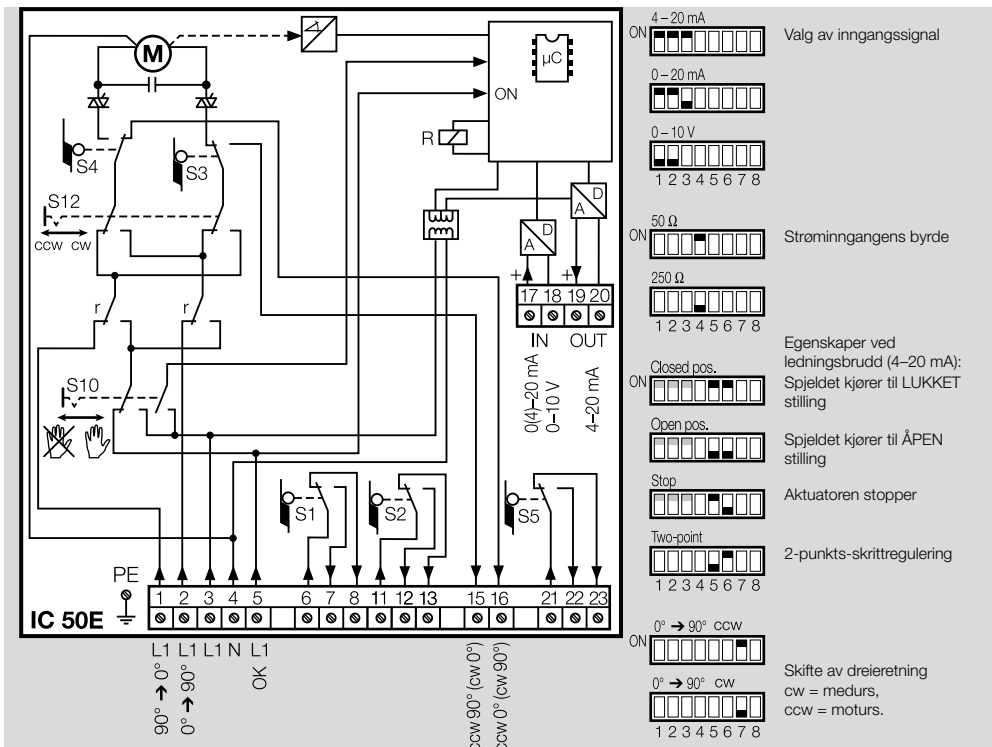 M
µC
ON
R
S4
S3
S12
ccw cw
r
r
S10
D
A
D
A
+
+
17 18 19 20
IN OUT
0(4)–20 mA
0–10 V
4–20 mA
S1
S2
S5
PE
1 2 3 4 5 6 7 8 11 12 13 15 16 21 22 23
IC 50E
L1 L1 L1 N L1
90° ➔ 0°
0° ➔ 90°
OK
ccw 90° (cw 0°)
ccw 0° (cw 90°)
4–20 mA
ON
Valg av inngangssignal
0–20 mA
0–10 V
1 2 3 4 5 6 7 8
50 Ω
ON
Strøminngangens byrde
250 Ω
1 2 3 4 5 6 7 8
Egenskaper ved
ledningsbrudd (4–20 mA):
Closed pos.
ON
Spjeldet kjører til LUKKET
stilling
Open pos.
Spjeldet kjører til ÅPEN
stilling
Stop
Aktuatoren stopper
Two-point
2-punkts-skrittregulering
1 2 3 4 5 6 7 8
0° ➔ 90° ccw
ON
Skifte av dreieretning
cw = medurs,
ccw = moturs.
0° ➔ 90° cw
1 2 3 4 5 6 7 8